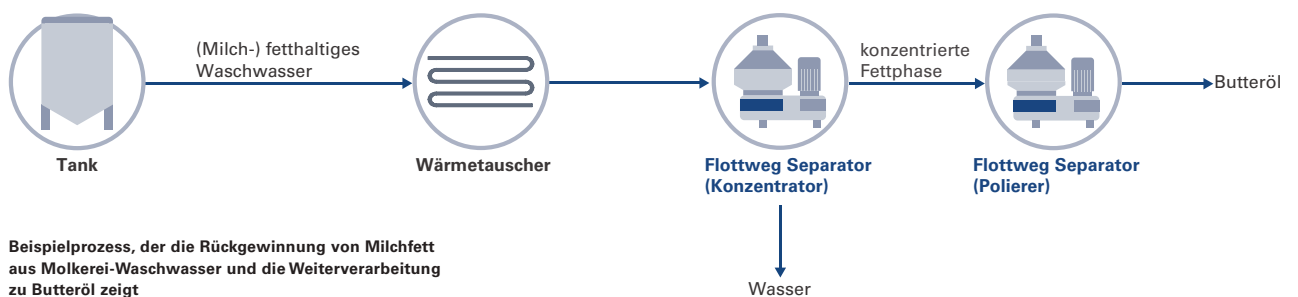 (Milch-) fetthaltiges
Waschwasser
konzentrierte
Fettphase
Butteröl
Tank
Wärmetauscher
Flottweg Separator
(Konzentrator)
Flottweg Separator
(Polierer)
Beispielprozess, der die Rückgewinnung von Milchfett
aus Molkerei-Waschwasser und die Weiterverarbeitung
zu Butteröl zeigt
Wasser